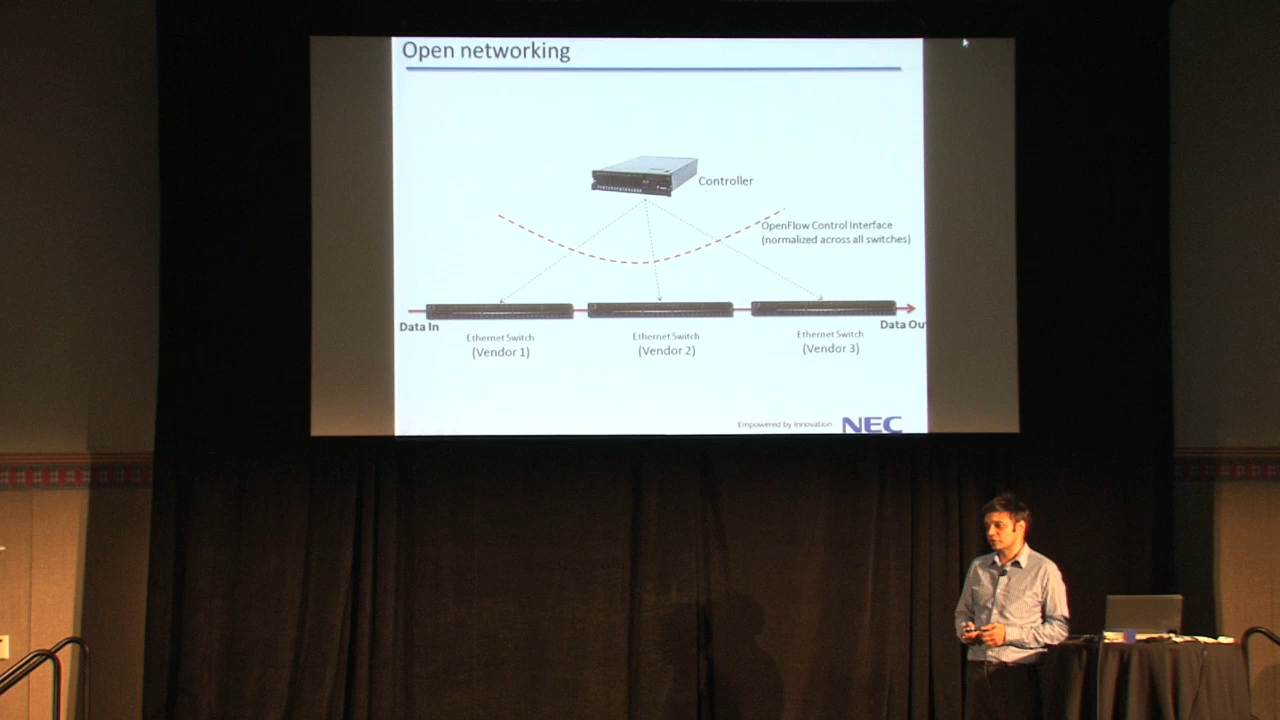 Open networking
Controller
OpenFlow Control Interface
(normalized across all switches)
Data In
Data Ou
Ethernet Switch
(Vendor 1)
Ethernet Switch
(Vendor 2)
Ethernet Switch
(Vendor 3)
Empowered by Innovation
NEC